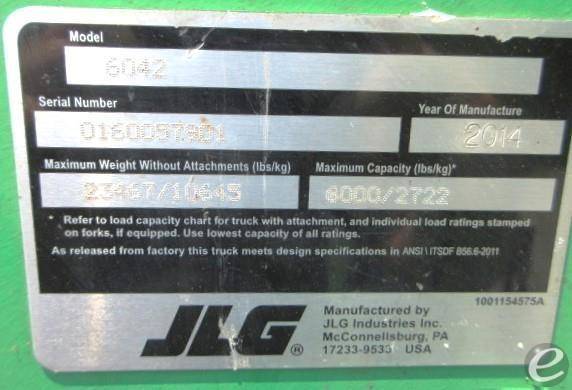 Model
6042
Serial Number
Year Of Manufacture
0160057801
2014
Maximum Weight Without Attachments (lbs/kg)
Maximum Capacity (lbs/kg)*
23467/10645
6000/2722
* Refer to load capacity chart for truck with attachment, and individual load ratings stamped
on forks, if equipped. Use lowest capacity of all ratings.
As released from factory this truck meets design specifications in ANSI \ ITSDF B56.6-2011
1001154575A
JLG®
Manufactured by
JLG Industries Inc.
McConnellsburg, PA
17233-9533 USA
e